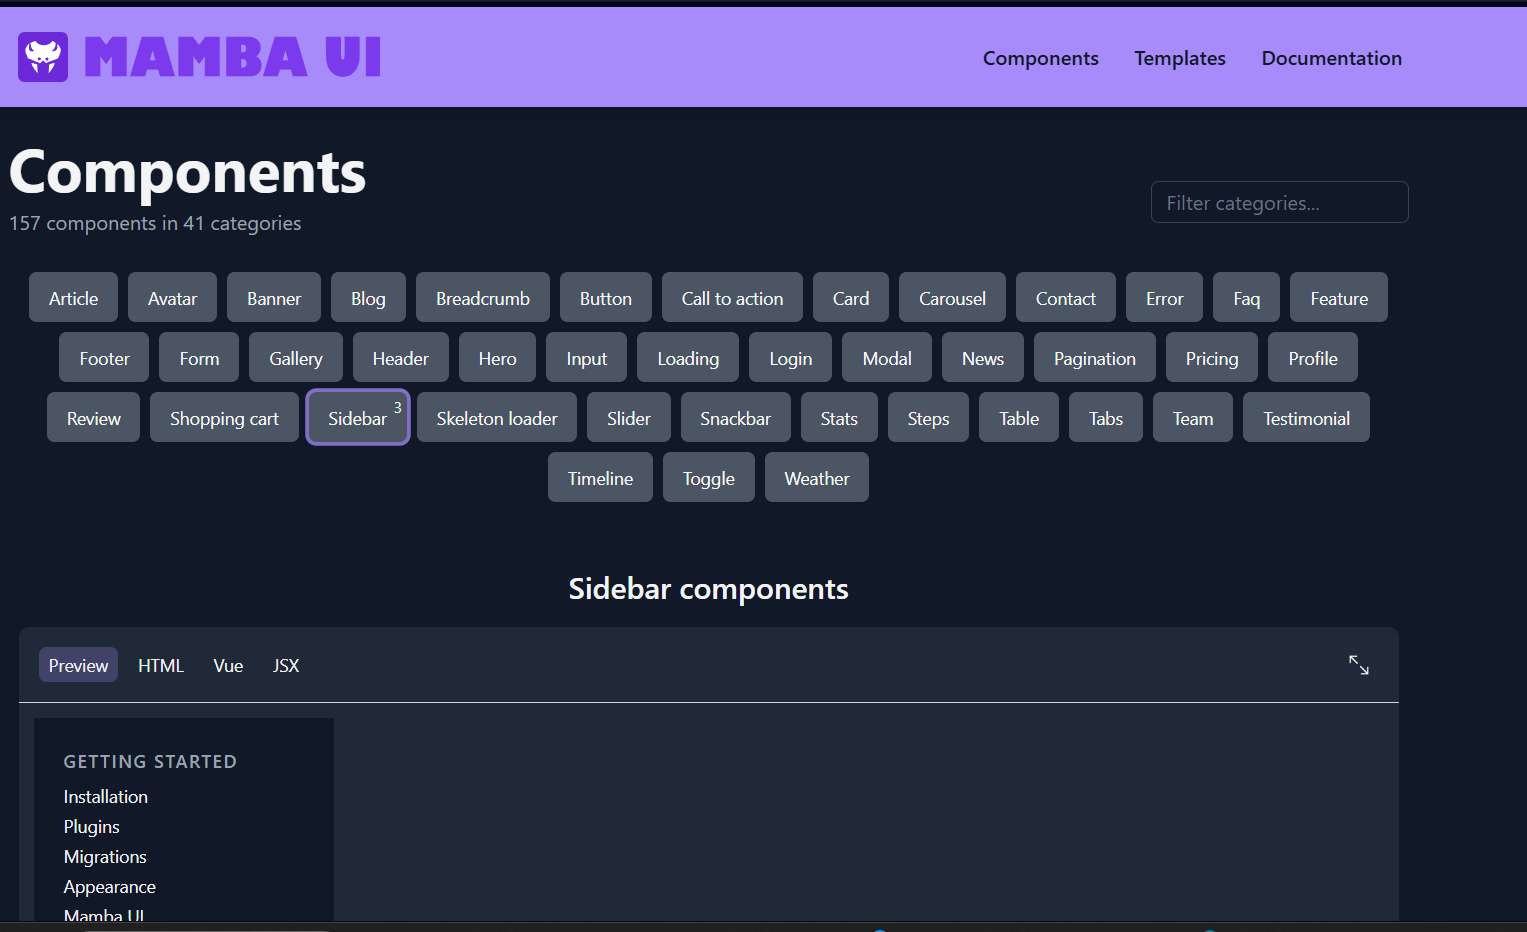 MAMBA UI
Components Templates Documentation
Components
157 components in 41 categories
Filter categories...
Article Avatar Banner Blog Breadcrumb Button Call to action Card Carousel Contact Error Faq Feature
Footer Form Gallery Header Hero Input Loading Login Modal News Pagination Pricing Profile
Review Shopping cart Sidebar 3 Skeleton loader Slider Snackbar Stats Steps Table Tabs Team Testimonial
Timeline Toggle Weather
Sidebar components
Preview HTML Vue JSX
GETTING STARTED
Installation
Plugins
Migrations
Appearance
Mamba UI